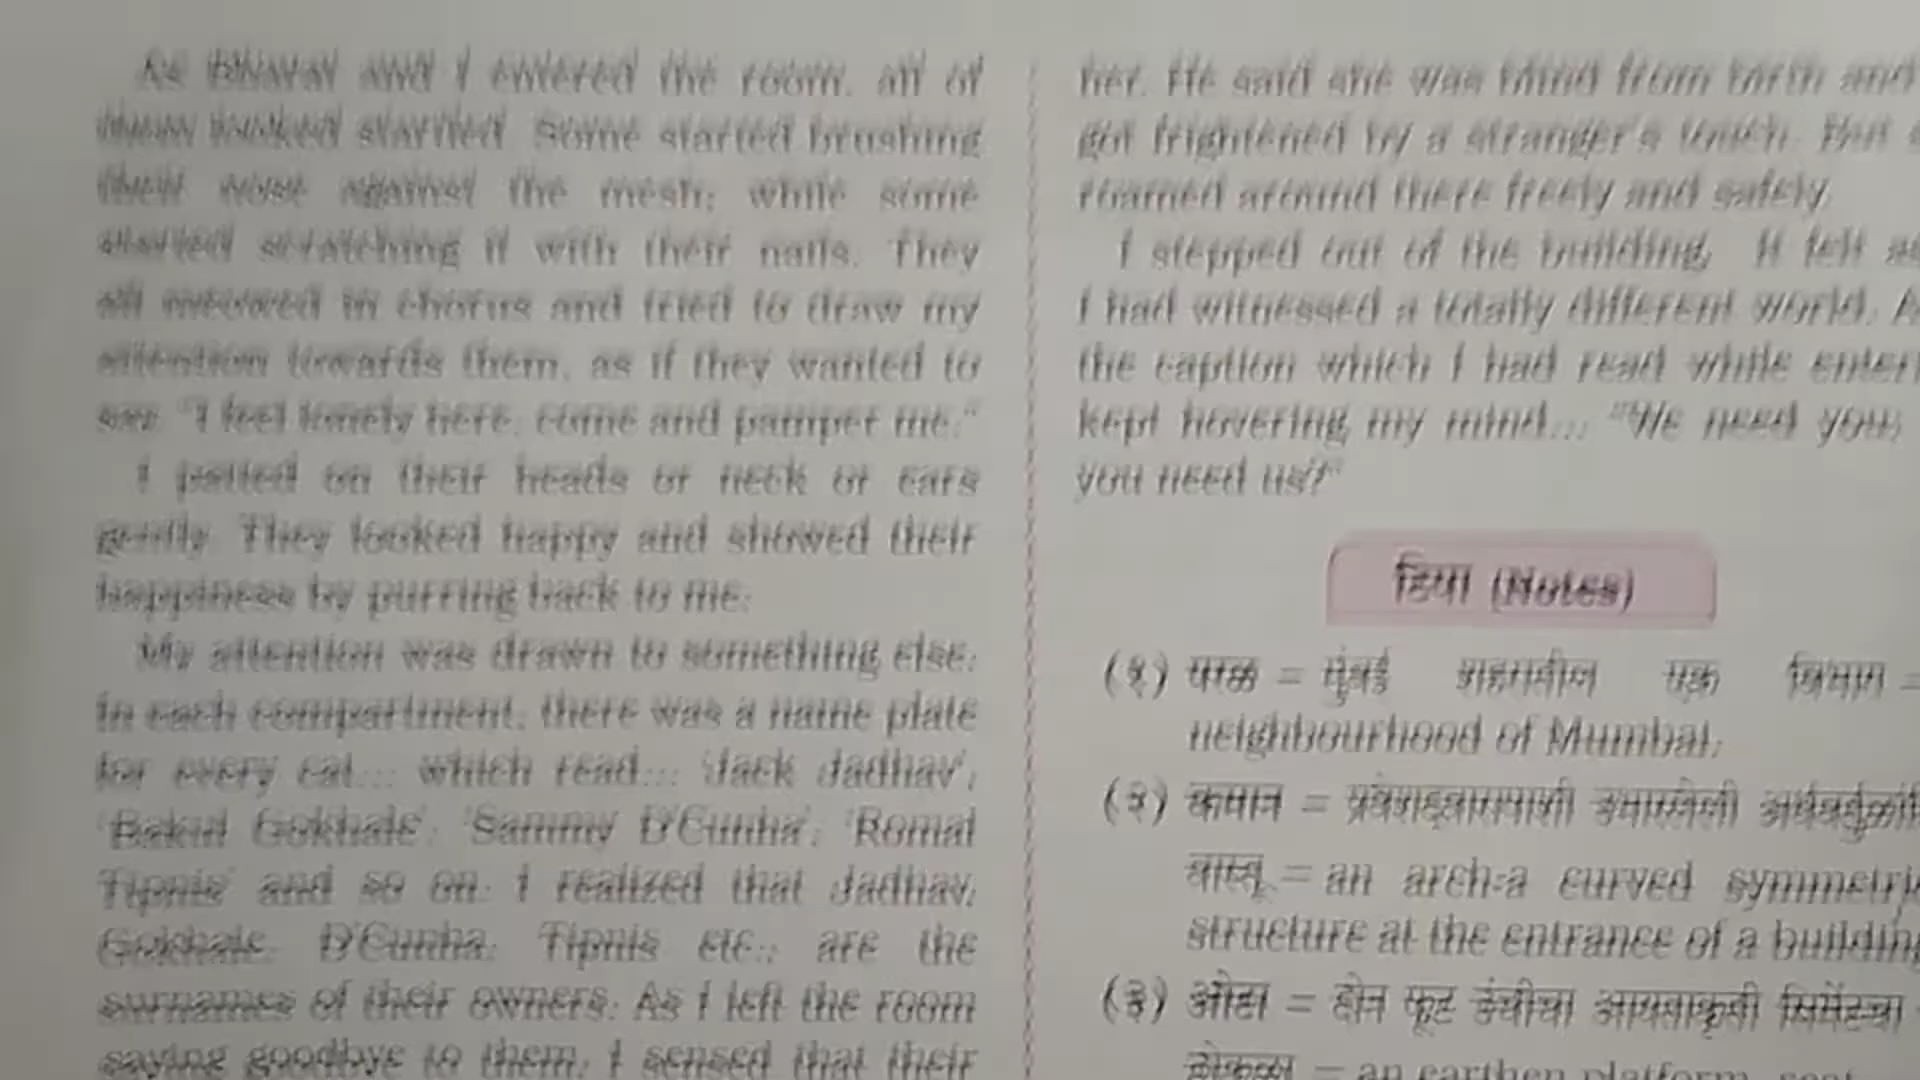 As Bharat and I entered the room, all of
them looked startled. Some started brushing
their nose against the mesh; while some
started scratching it with their nails. They
all meowed in chorus and tried to draw my
attention towards them, as if they wanted to
say, "I feel lonely here, come and pamper me."
I patted on their heads or neck or ears
gently. They looked happy and showed their
happiness by purring back to me.
My attention was drawn to something else.
In each compartment, there was a name plate
for every cat... which read... 'Jack Jadhav',
'Bakul Gokhale', 'Sammy D'Cunha', 'Romal
Tipnis' and so on. I realized that Jadhav,
Gokhale, D'Cunha, Tipnis etc., are the
surnames of their owners. As I left the room
saying goodbye to them, I sensed that their
her. He said she was blind from birth and
got frightened by a stranger's touch. But
roamed around there freely and safely.
I stepped out of the building. It felt as
I had witnessed a totally different world. A
the caption which I had read while enter
kept hovering my mind... "We need you;
you need us?"
टिपा (Notes)
(१) परळ = मुंबई शहरातील एक विभाग =
neighbourhood of Mumbai.
(२) कमान = प्रवेशद्वारापाशी उभारलेली अर्धवर्तुळा
वास्तू = an arch-a curved symmetric
structure at the entrance of a building
(३) ओटा = दोन फूट उंचीचा आयताकृती सिमेंटचा
= an earthen platform, seat